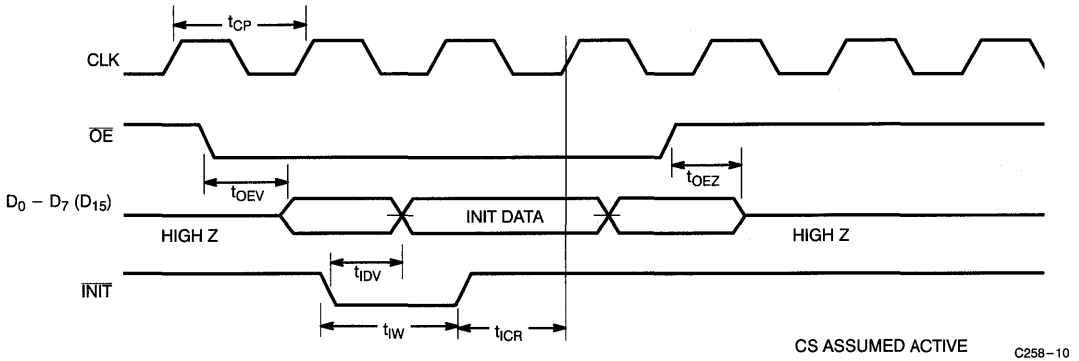 tCP
CLK
OE
tOEV
tOEZ
D0 – D7 (D15)
INIT DATA
HIGH Z
HIGH Z
tIDV
INIT
tIW
tICR
CS ASSUMED ACTIVE
C258–10